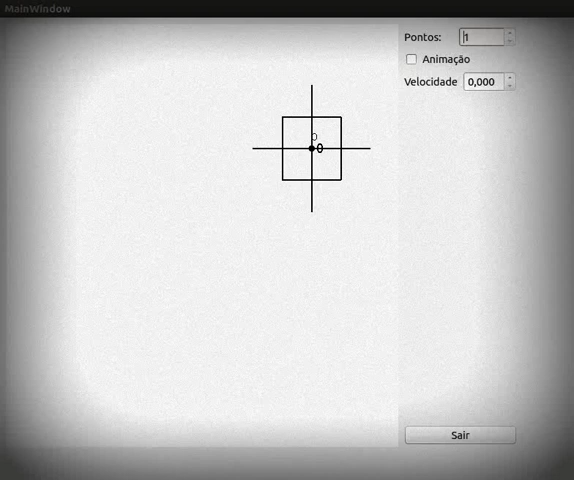 MainWindow
Pontos: 1
Animação
Velocidade 0,000
0
0
Sair